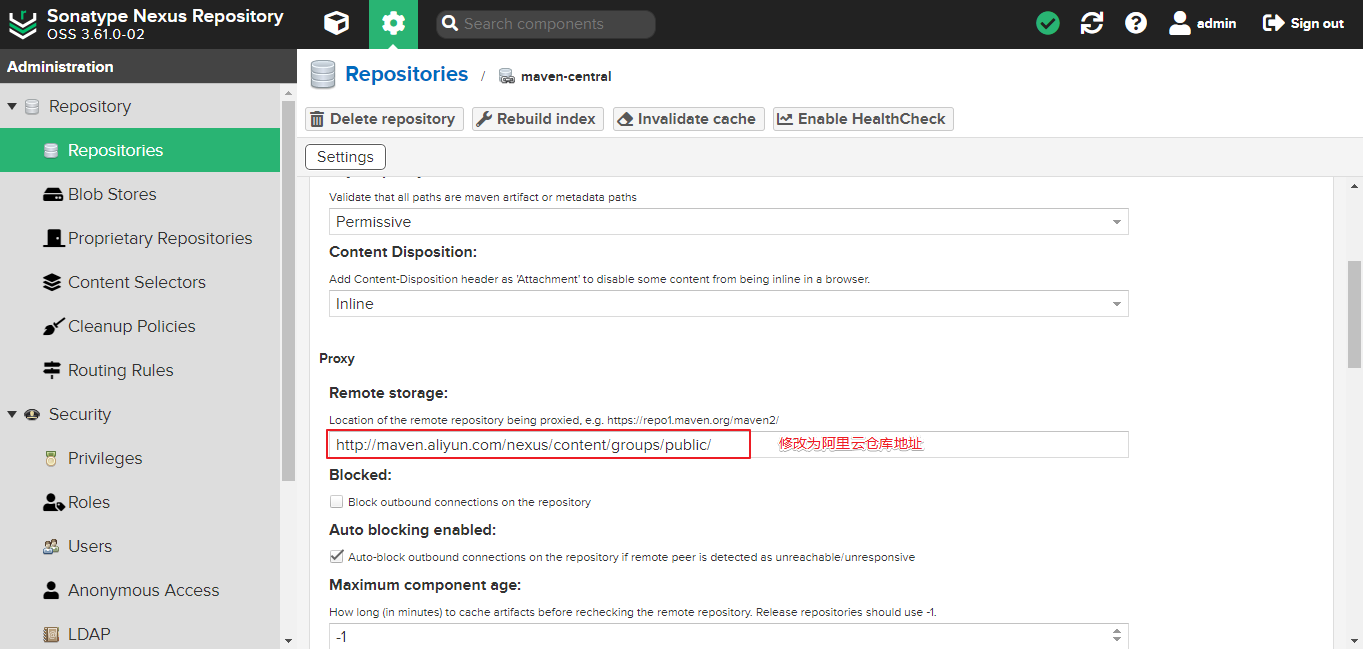 Sonatype Nexus Repository
OSS 3.61.0-02
Search components
admin
Sign out
Administration
Repository
Repositories
Blob Stores
Proprietary Repositories
Content Selectors
Cleanup Policies
Routing Rules
Security
Privileges
Roles
Users
Anonymous Access
LDAP
Repositories / maven-central
Delete repository
Rebuild index
Invalidate cache
Enable HealthCheck
Settings
Validate that all paths are maven artifact or metadata paths
Permissive
Content Disposition:
Add Content-Disposition header as 'Attachment' to disable some content from being inline in a browser.
Inline
Proxy
Remote storage:
Location of the remote repository being proxied, e.g. https://repo1.maven.org/maven2/
http://maven.aliyun.com/nexus/content/groups/public/
修改为阿里云仓库地址
Blocked:
Block outbound connections on the repository
Auto blocking enabled:
Auto-block outbound connections on the repository if remote peer is detected as unreachable/unresponsive
Maximum component age:
How long (in minutes) to cache artifacts before rechecking the remote repository. Release repositories should use -1.
-1